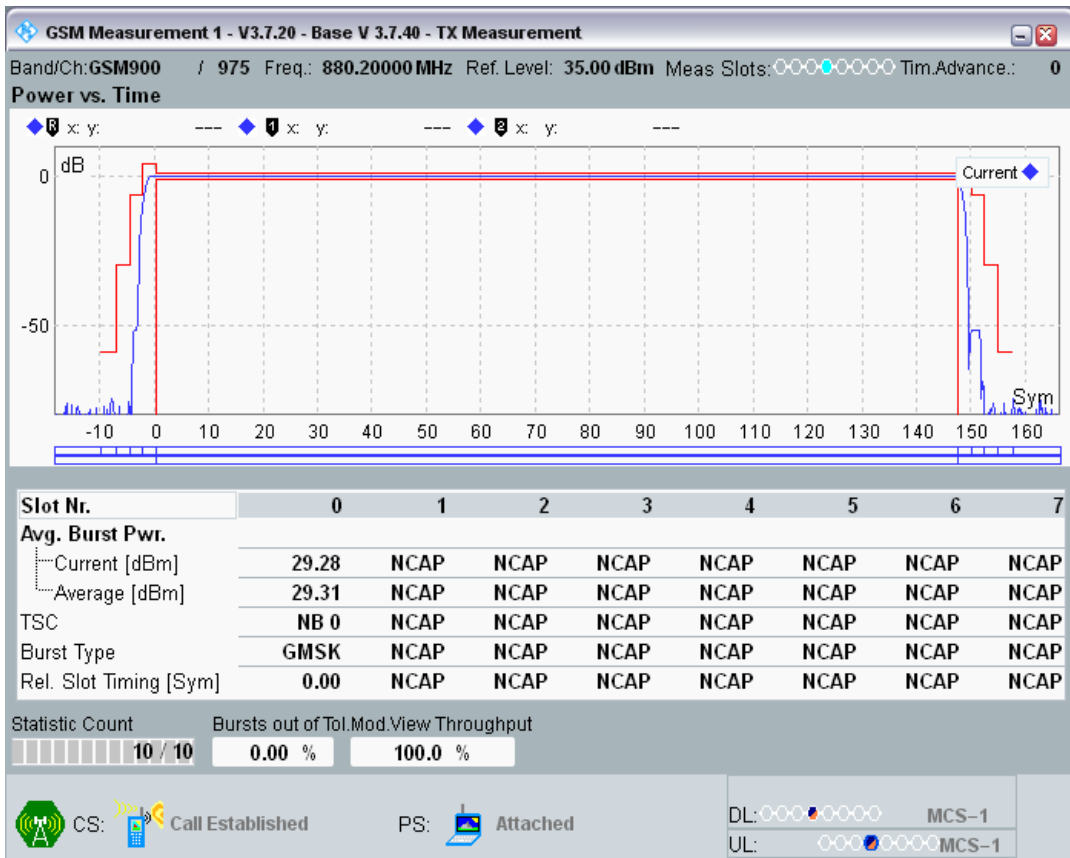 GSM Measurement 1 - V3.7.20 - Base V 3.7.40 - TX Measurement
Band/Ch:GSM900 / 975 Freq.: 880.20000 MHz Ref. Level: 35.00 dBm Meas Slots: Tim.Advance.: 0
Power vs. Time
R x: y: --- 1 x: y: --- 2 x: y: ---
dB
Current
0
-50
Sym
-10 0 10 20 30 40 50 60 70 80 90 100 110 120 130 140 150 160
Slot Nr. 0 1 2 3 4 5 6 7
Avg. Burst Pwr.
Current [dBm] 29.28 NCAP NCAP NCAP NCAP NCAP NCAP NCAP
Average [dBm] 29.31 NCAP NCAP NCAP NCAP NCAP NCAP NCAP
TSC NB 0 NCAP NCAP NCAP NCAP NCAP NCAP NCAP
Burst Type GMSK NCAP NCAP NCAP NCAP NCAP NCAP NCAP
Rel. Slot Timing [Sym] 0.00 NCAP NCAP NCAP NCAP NCAP NCAP NCAP
Statistic Count Bursts out of Tol.Mod.View Throughput
10 / 10 0.00 % 100.0 %
CS: Call Established PS: Attached
DL: MCS-1
UL: MCS-1